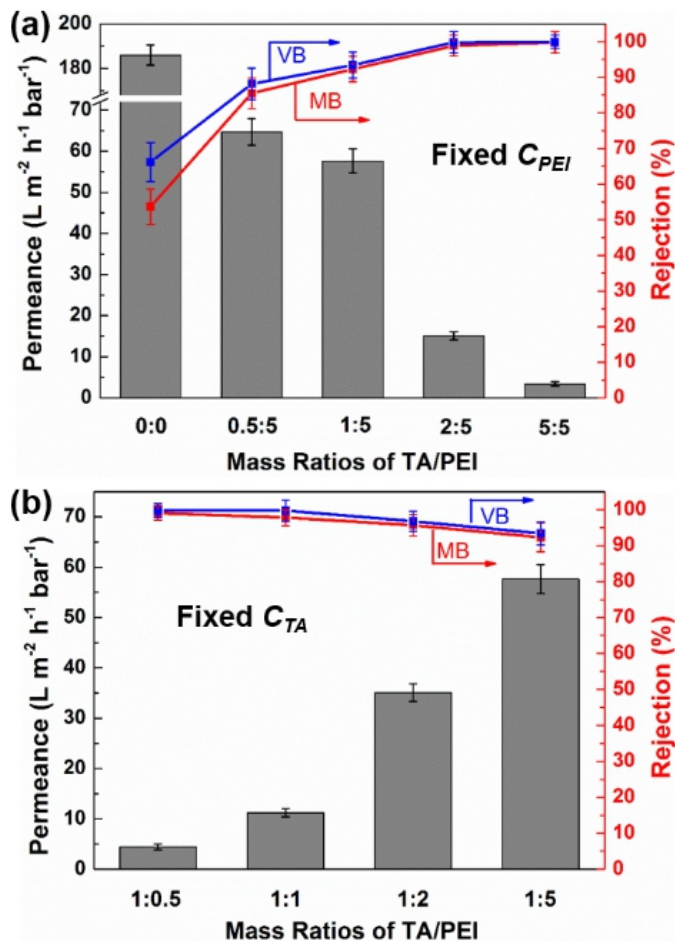 (a)
200
180
70
60
50
40
30
20
10
0
Permeance (L m⁻² h⁻¹ bar⁻¹)
VB
MB
Fixed C_PEI
100
90
80
70
60
50
40
30
20
10
0
Rejection (%)
0:0 0.5:5 1:5 2:5 5:5
Mass Ratios of TA/PEI
(b)
70
60
50
40
30
20
10
0
Permeance (L m⁻² h⁻¹ bar⁻¹)
VB
MB
Fixed C_TA
100
90
80
70
60
50
40
30
20
10
0
Rejection (%)
1:0.5 1:1 1:2 1:5
Mass Ratios of TA/PEI